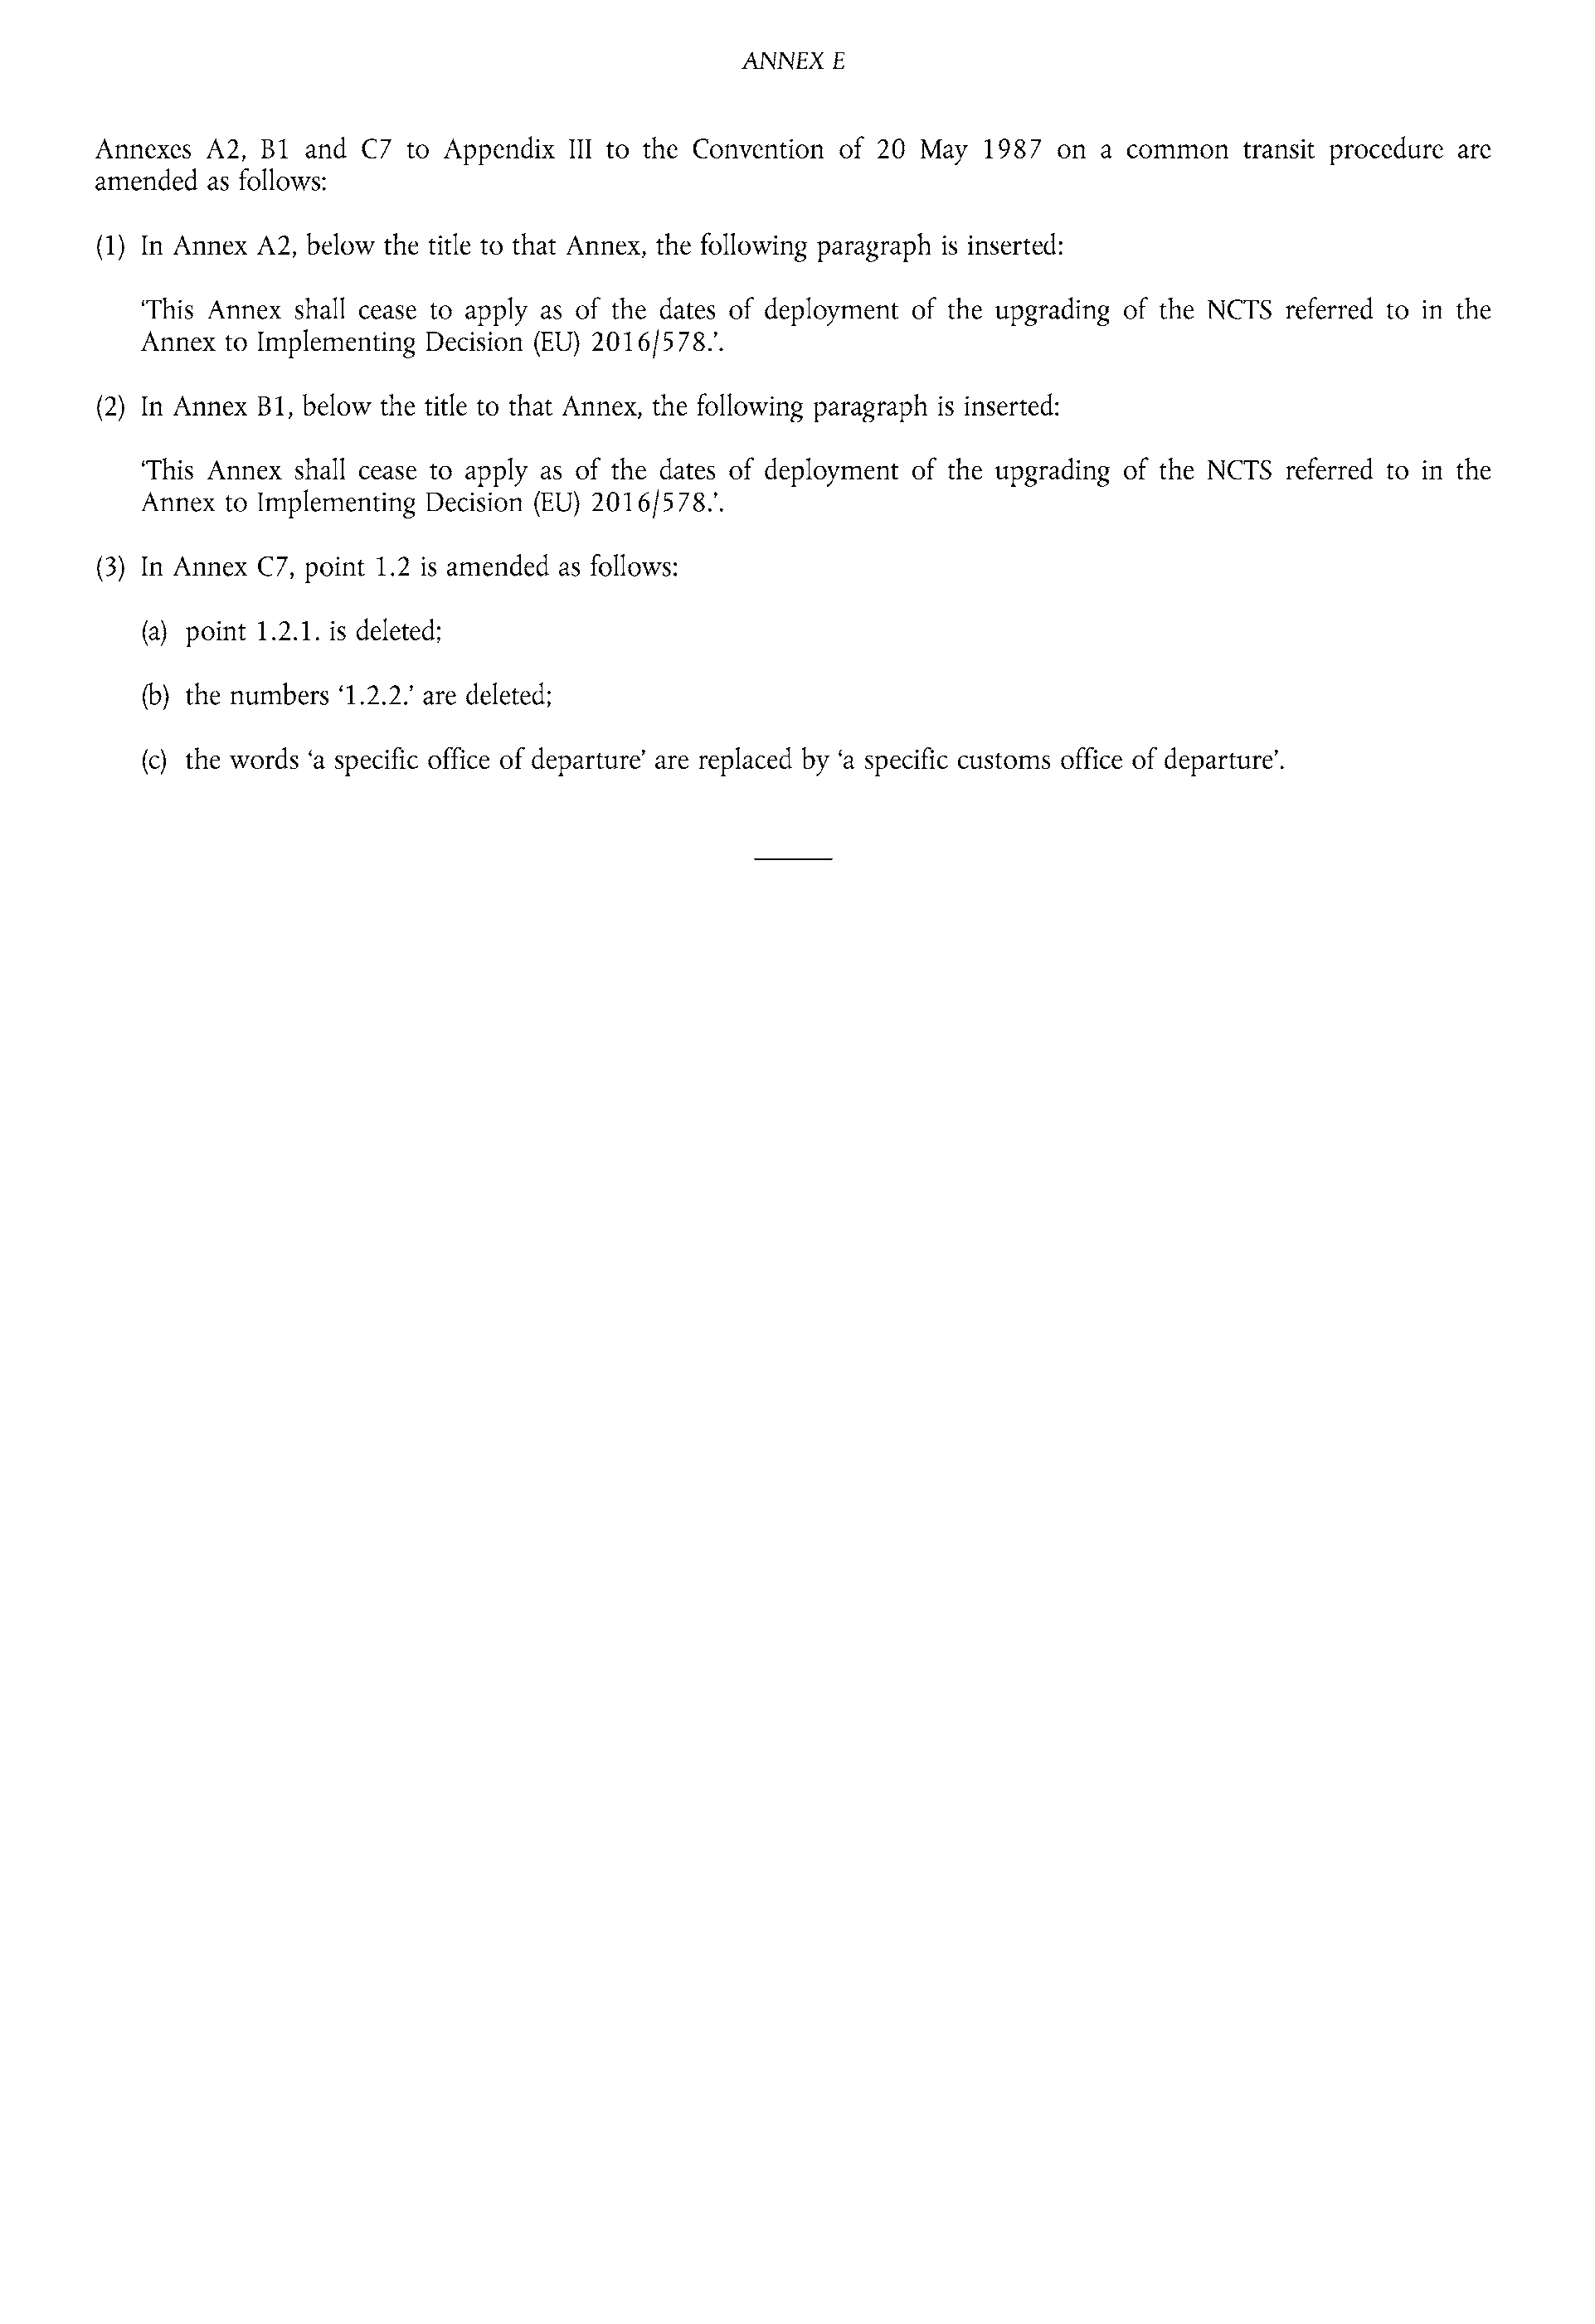 ANNEX E
Annexes A2, B1 and C7 to Appendix III to the Convention of 20 May 1987 on a common transit procedure are
amended as follows:
(1) In Annex A2, below the title to that Annex, the following paragraph is inserted:
‘This Annex shall cease to apply as of the dates of deployment of the upgrading of the NCTS referred to in the
Annex to Implementing Decision (EU) 2016/578.’.
(2) In Annex B1, below the title to that Annex, the following paragraph is inserted:
‘This Annex shall cease to apply as of the dates of deployment of the upgrading of the NCTS referred to in the
Annex to Implementing Decision (EU) 2016/578.’.
(3) In Annex C7, point 1.2 is amended as follows:
(a) point 1.2.1. is deleted;
(b) the numbers ‘1.2.2.’ are deleted;
(c) the words ‘a specific office of departure’ are replaced by ‘a specific customs office of departure’.